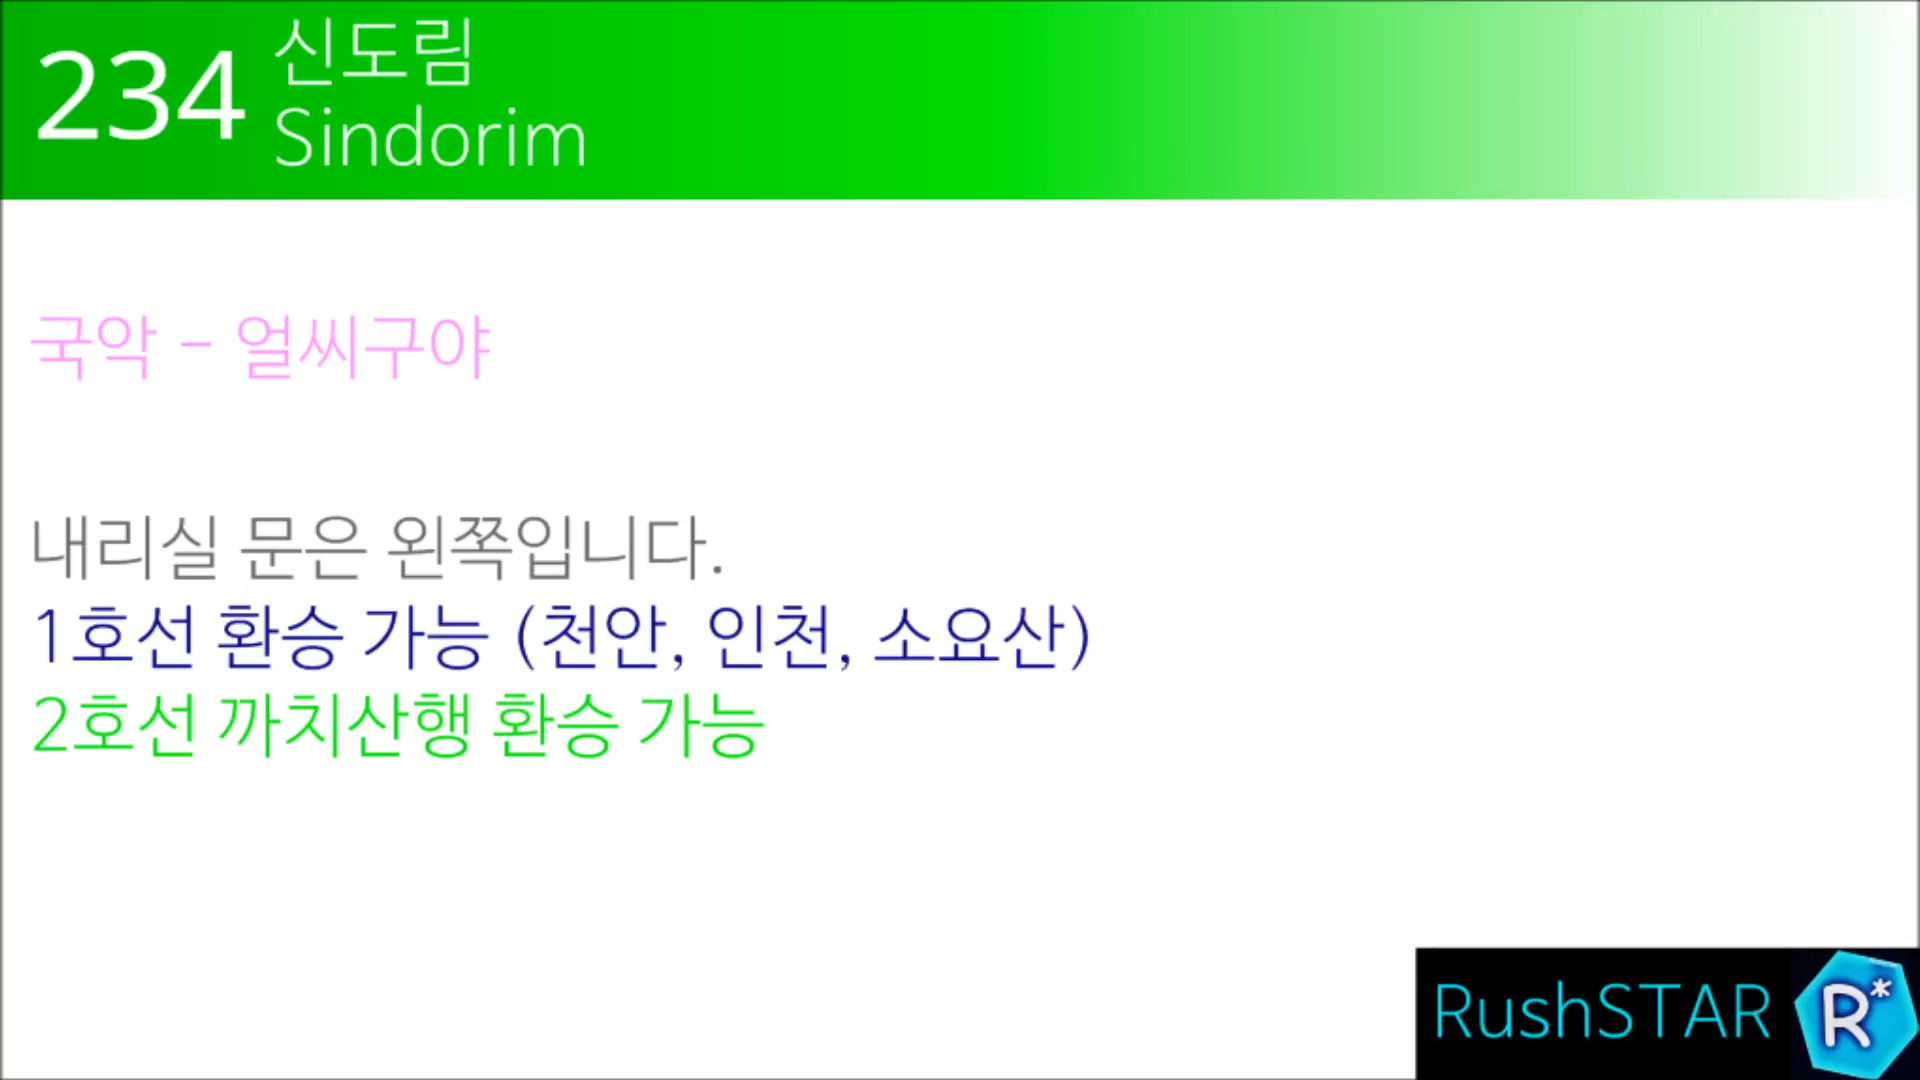 234
신도림
Sindorim
국악 - 얼씨구야
내리실 문은 왼쪽입니다.
1호선 환승 가능 (천안, 인천, 소요산)
2호선 까치산행 환승 가능
RushSTAR R*